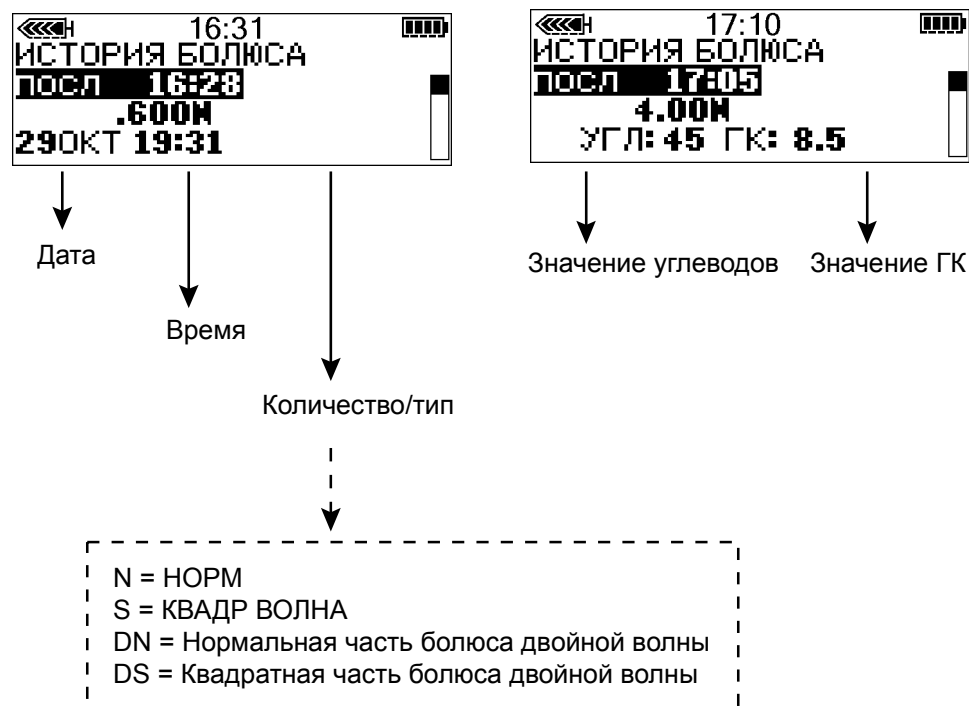 16:31
ИСТОРИЯ БОЛЮСА
ПОСЛ 16:28
.600N
29ОКТ 19:31
17:10
ИСТОРИЯ БОЛЮСА
ПОСЛ 17:05
4.00N
УГЛ: 45 ГК: 8.5
Дата
Время
Количество/тип
Значение углеводов
Значение ГК
N = НОРМ
S = КВАДР ВОЛНА
DN = Нормальная часть болюса двойной волны
DS = Квадратная часть болюса двойной волны